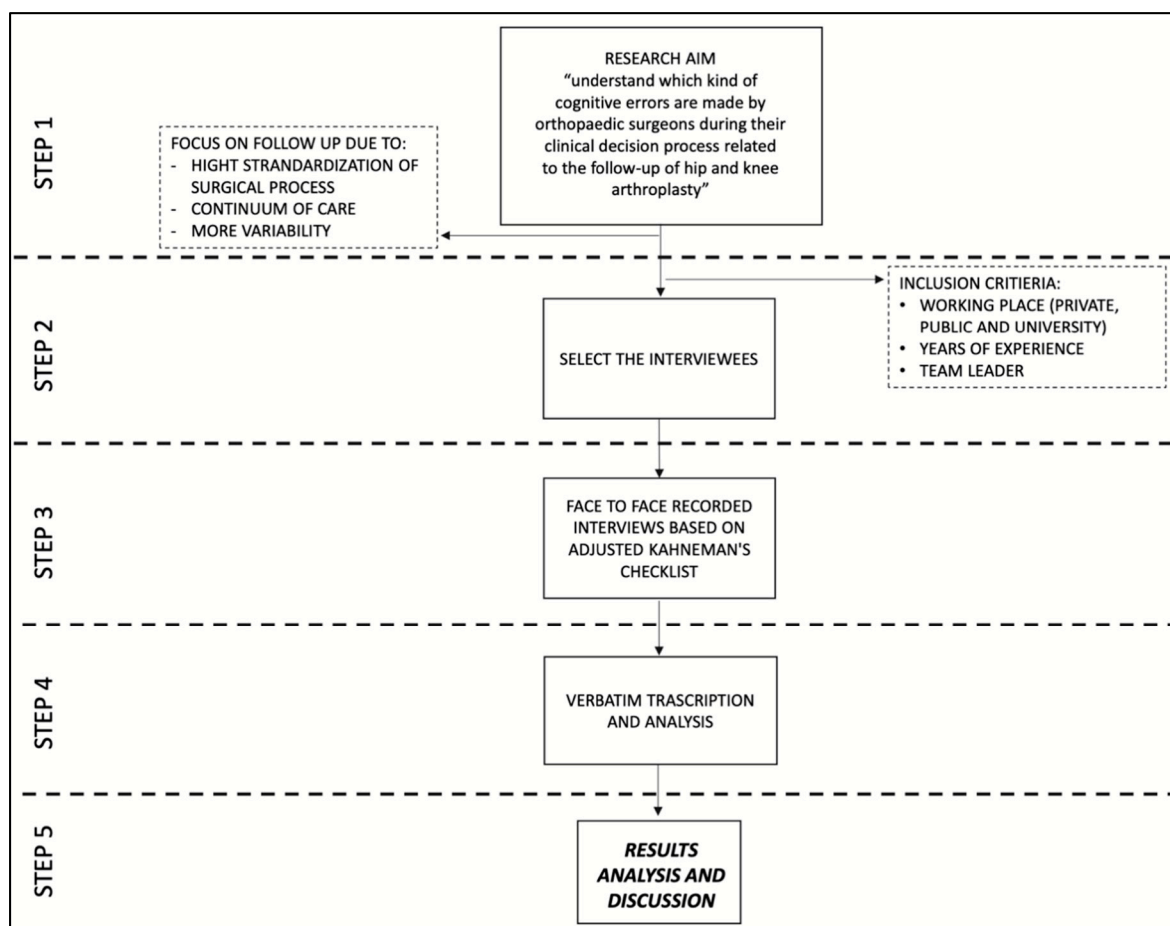 STEP 1
RESEARCH AIM
“understand which kind of
cognitive errors are made by
orthopaedic surgeons during their
clinical decision process related
to the follow-up of hip and knee
arthroplasty”
FOCUS ON FOLLOW UP DUE TO:
- HIGHT STRANDARDIZATION OF
SURGICAL PROCESS
- CONTINUUM OF CARE
- MORE VARIABILITY
STEP 2
SELECT THE INTERVIEWEES
INCLUSION CRITIERIA:
• WORKING PLACE (PRIVATE,
PUBLIC AND UNIVERSITY)
• YEARS OF EXPERIENCE
• TEAM LEADER
STEP 3
FACE TO FACE RECORDED
INTERVIEWS BASED ON
ADJUSTED KAHNEMAN'S
CHECKLIST
STEP 4
VERBATIM TRASCRIPTION
AND ANALYSIS
STEP 5
RESULTS
ANALYSIS AND
DISCUSSION